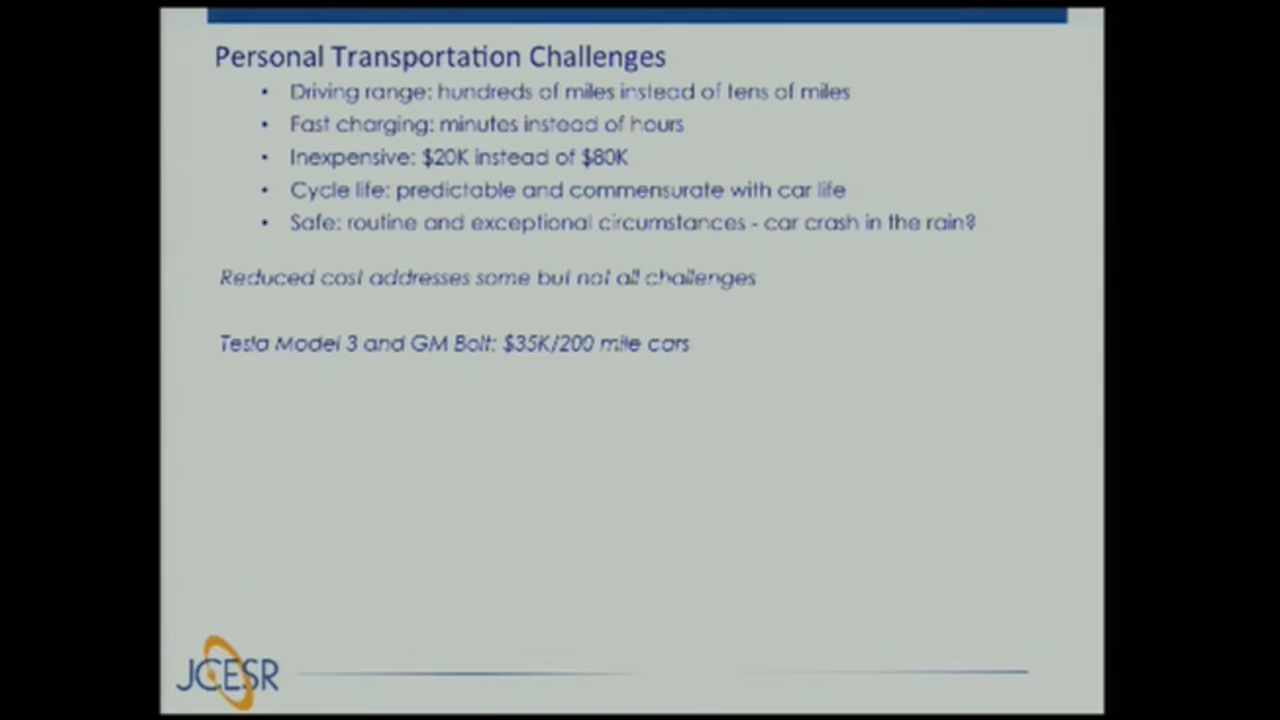 Personal Transportation Challenges
• Driving range: hundreds of miles instead of tens of miles
• Fast charging: minutes instead of hours
• Inexpensive: $20K instead of $80K
• Cycle life: predictable and commensurate with car life
• Safe: routine and exceptional circumstances - car crash in the rain?
Reduced cost addresses some but not all challenges
Tesla Model 3 and GM Bolt: $35K/200 mile cars
JCESR